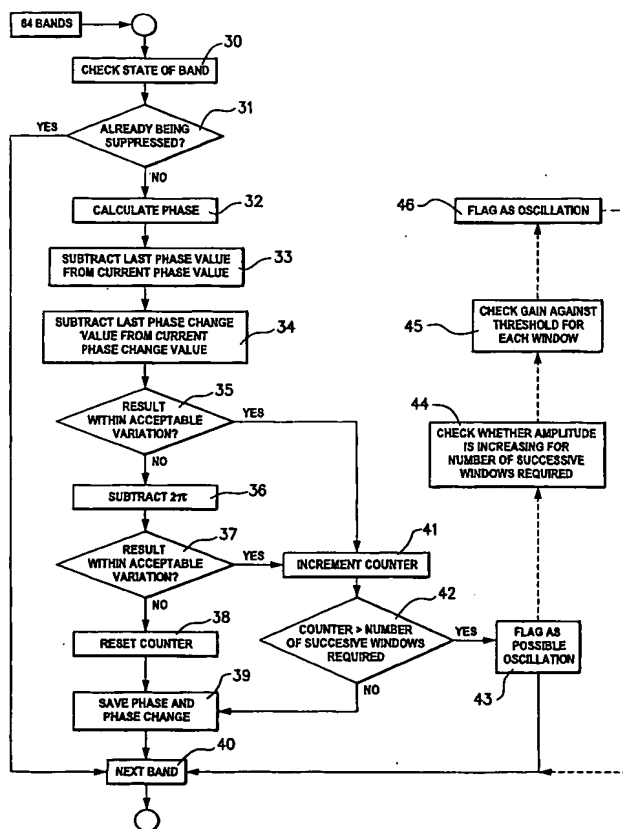 64 BANDS
30
CHECK STATE OF BAND
31
YES
ALREADY BEING
SUPPRESSED?
NO
CALCULATE PHASE
32
SUBTRACT LAST PHASE VALUE
FROM CURRENT PHASE VALUE
33
SUBTRACT LAST PHASE CHANGE
VALUE FROM CURRENT
PHASE CHANGE VALUE
34
35
RESULT
WITHIN ACCEPTABLE
VARIATION?
YES
NO
SUBTRACT 2π
36
37
RESULT
WITHIN ACCEPTABLE
VARIATION?
YES
NO
38
RESET COUNTER
39
SAVE PHASE AND
PHASE CHANGE
40
NEXT BAND
41
INCREMENT COUNTER
42
COUNTER > NUMBER
OF SUCCESIVE WINDOWS
REQUIRED
YES
NO
FLAG AS
POSSIBLE
OSCILLATION
43
44
CHECK WHETHER AMPLITUDE
IS INCREASING FOR
NUMBER OF SUCCESSIVE
WINDOWS REQUIRED
45
CHECK GAIN AGAINST
THRESHOLD FOR
EACH WINDOW
46
FLAG AS OSCILLATION